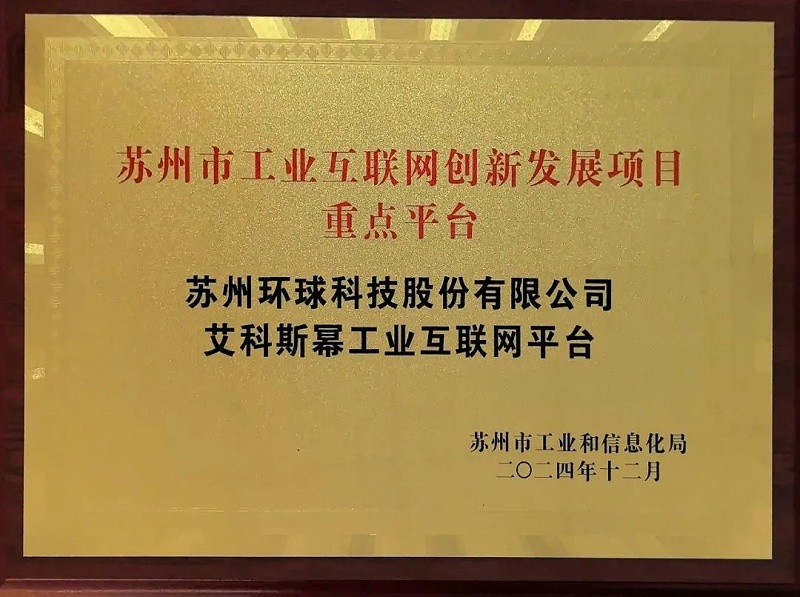 苏州市工业互联网创新发展项目
重点平台
苏州环球科技股份有限公司
艾科斯幂工业互联网平台
苏州市工业和信息化局
二〇二四年十二月